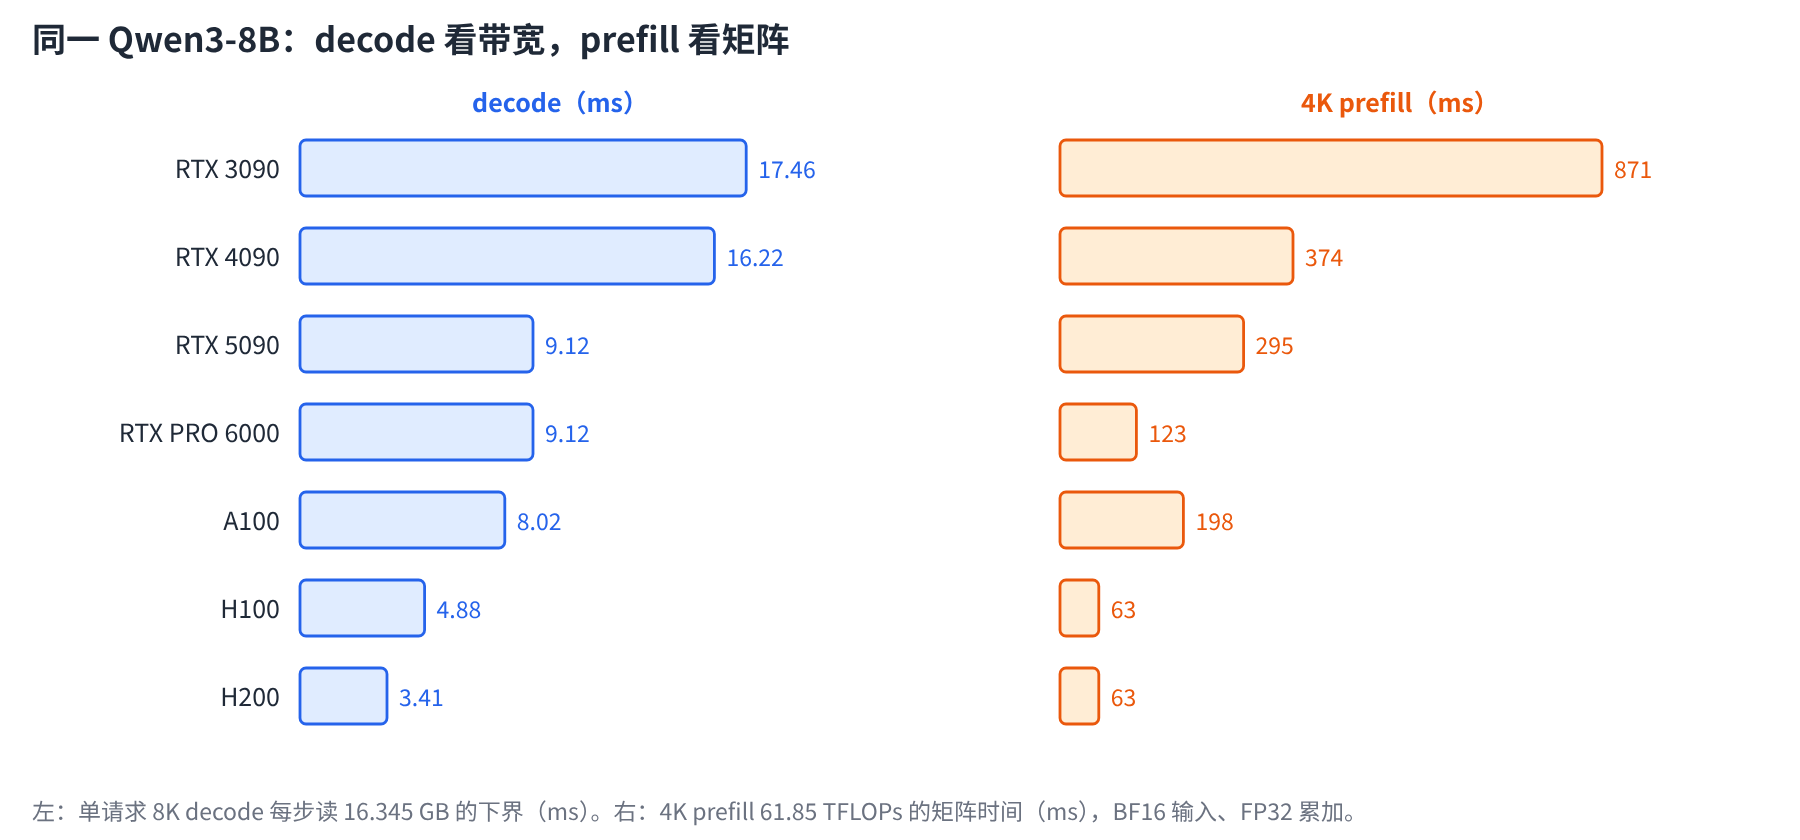 同一 Qwen3-8B：decode 看带宽，prefill 看矩阵
decode（ms） 4K prefill（ms）
RTX 3090 17.46 871
RTX 4090 16.22 374
RTX 5090 9.12 295
RTX PRO 6000 9.12 123
A100 8.02 198
H100 4.88 63
H200 3.41 63
左：单请求 8K decode 每步读 16.345 GB 的下界（ms）。右：4K prefill 61.85 TFLOPs 的矩阵时间（ms），BF16 输入、FP32 累加。